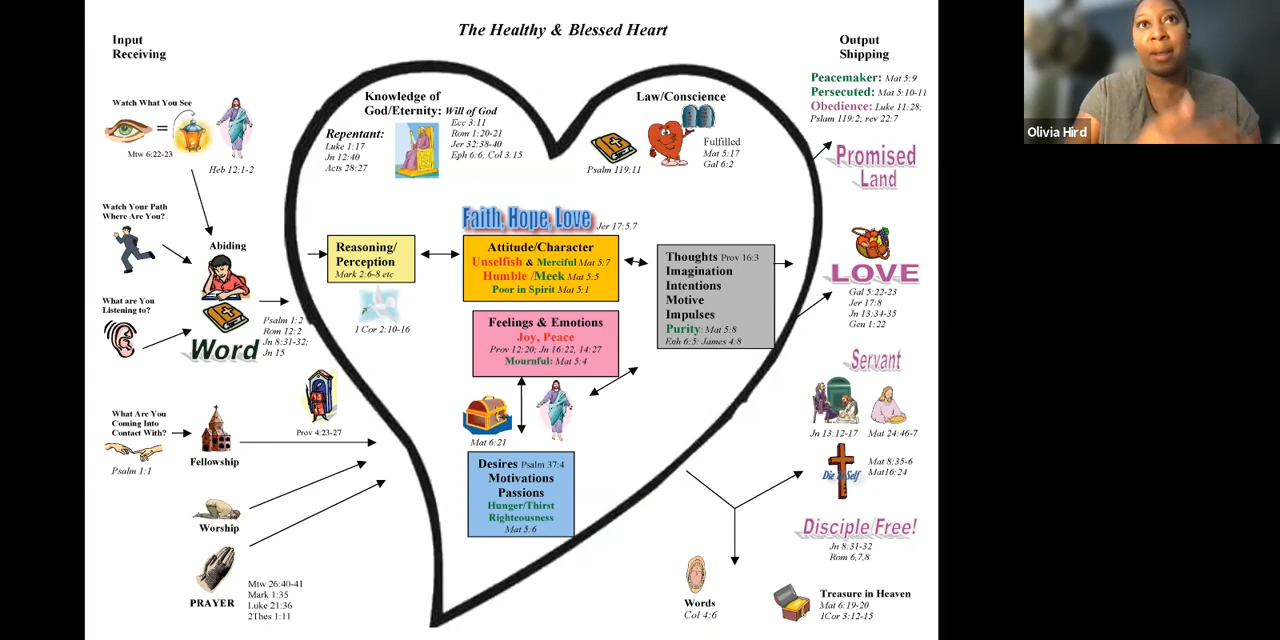 The Healthy & Blessed Heart
Input
Receiving
Watch What You See
=
Mtw 6:22-23
Heb 12:1-2
Watch Your Path
Where Are You?
Abiding
What are You
Listening to?
Word
Psalm 1:2
Rom 12:2
Jn 8:31-32;
Jn 15
What Are You
Coming Into
Contact With?
Psalm 1:1
Fellowship
Prov 4:23-27
Worship
PRAYER
Mtw 26:40-41
Mark 1:35
Luke 21:36
2Thes 1:11
Knowledge of
God/Eternity: Will of God
Ecc 3:11
Rom 1:20-21
Jer 32:38-40
Eph 6:6; Col 3:15
Repentant:
Luke 1:17
Jn 12:40
Acts 28:27
Law/Conscience
Psalm 119:11
Fulfilled
Mat 5:17
Gal 6:2
Faith, Hope, Love
Jer 17:5,7
Reasoning/
Perception
Mark 2:6-8 etc
1 Cor 2:10-16
Attitude/Character
Unselfish & Merciful Mat 5:7
Humble /Meek Mat 5:5
Poor in Spirit Mat 5:1
Thoughts Prov 16:3
Imagination
Intentions
Motive
Impulses
Purity: Mat 5:8
Eph 6:5; James 4:8
Feelings & Emotions
Joy, Peace
Prov 12:20; Jn 16:22, 14:27
Mournful: Mat 5:4
Mat 6:21
Desires Psalm 37:4
Motivations
Passions
Hunger/Thirst
Righteousness
Mat 5:6
Output
Shipping
Peacemaker: Mat 5:9
Persecuted: Mat 5:10-11
Obedience: Luke 11:28;
Pslam 119:2; rev 22:7
Promised
Land
LOVE
Gal 5:22-23
Jer 17:8
Jn 13:34-35
Gen 1:22
Servant
Jn 13:12-17
Mat 24:46-7
Die To Self
Mat 8:35-6
Mat16:24
Disciple/Free!
Jn 8:31-32
Rom 6,7,8
Words
Col 4:6
Treasure in Heaven
Mat 6:19-20
1Cor 3:12-15
Olivia Hird